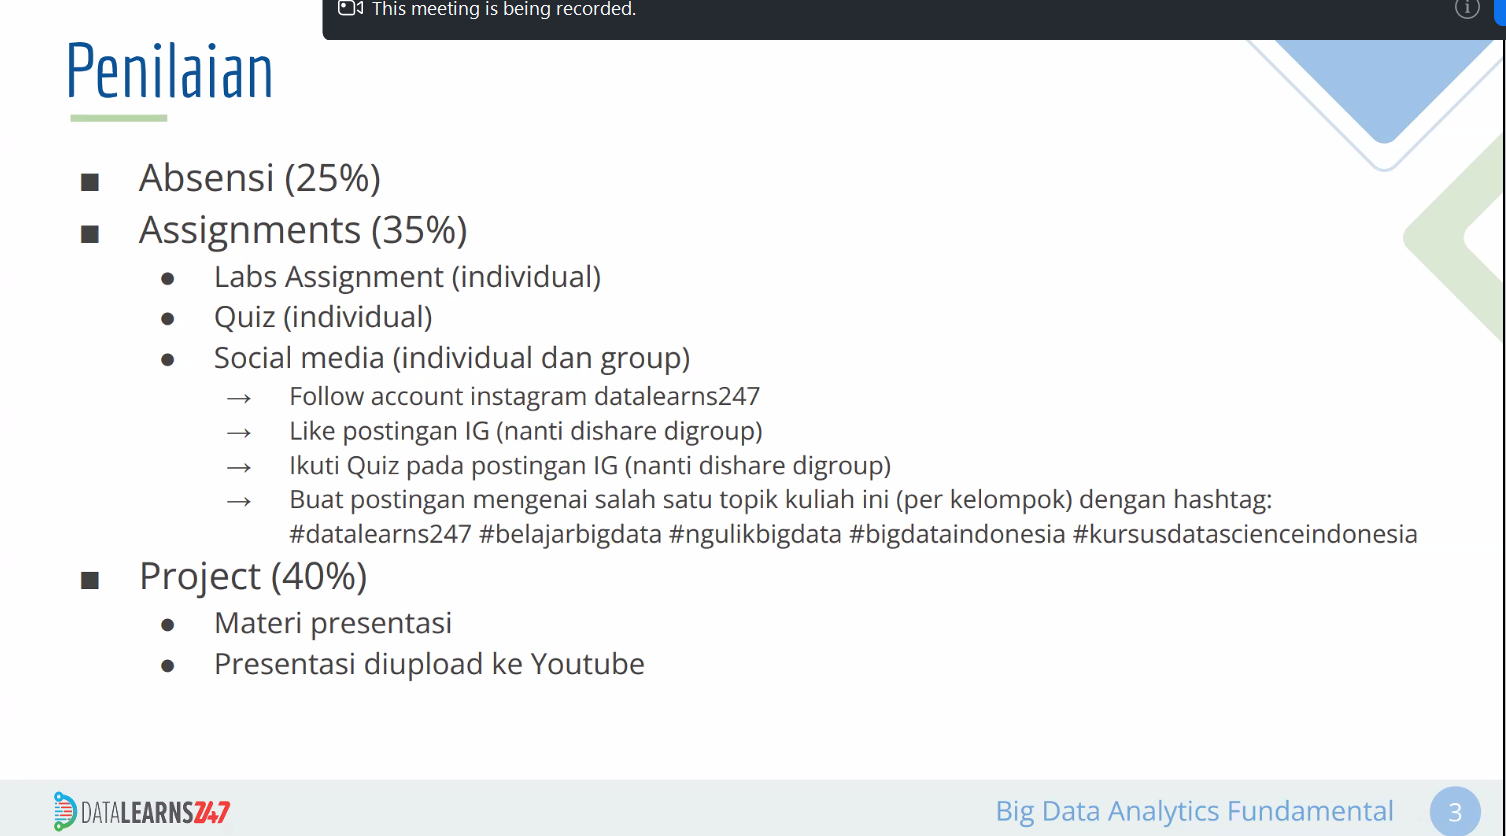 This meeting is being recorded.
Penilaian
■ Absensi (25%)
■ Assignments (35%)
● Labs Assignment (individual)
● Quiz (individual)
● Social media (individual dan group)
→ Follow account instagram datalearns247
→ Like postingan IG (nanti dishare digroup)
→ Ikuti Quiz pada postingan IG (nanti dishare digroup)
→ Buat postingan mengenai salah satu topik kuliah ini (per kelompok) dengan hashtag:
#datalearns247 #belajarbigdata #ngulikbigdata #bigdataindonesia #kursusdatascienceindonesia
■ Project (40%)
● Materi presentasi
● Presentasi diupload ke Youtube
DATALEARNS247
Big Data Analytics Fundamental
3